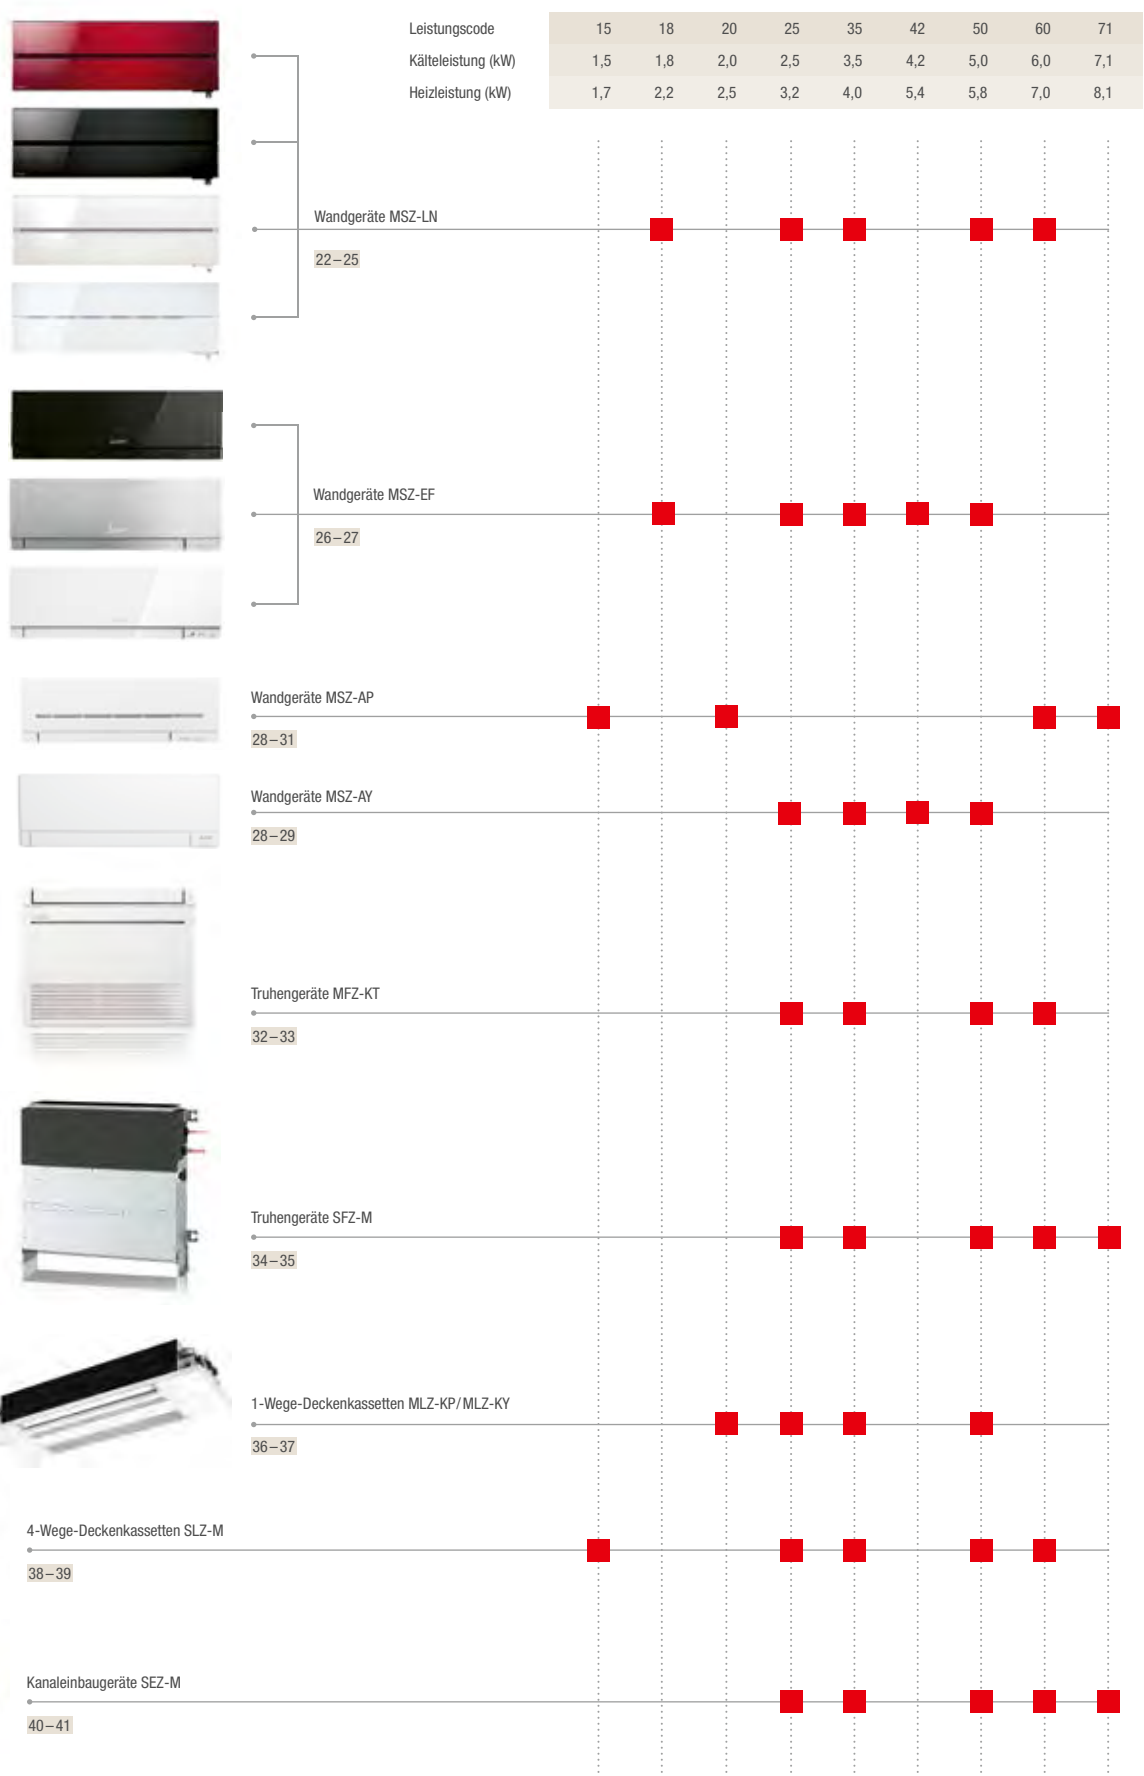 Leistungscode 15 18 20 25 35 42 50 60 71
Kälteleistung (kW) 1,5 1,8 2,0 2,5 3,5 4,2 5,0 6,0 7,1
Heizleistung (kW) 1,7 2,2 2,5 3,2 4,0 5,4 5,8 7,0 8,1
Wandgeräte MSZ-LN
22–25
Wandgeräte MSZ-EF
26–27
Wandgeräte MSZ-AP
28–31
Wandgeräte MSZ-AY
28–29
Truhengeräte MFZ-KT
32–33
Truhengeräte SFZ-M
34–35
1-Wege-Deckenkassetten MLZ-KP/MLZ-KY
36–37
4-Wege-Deckenkassetten SLZ-M
38–39
Kanaleinbaugeräte SEZ-M
40–41